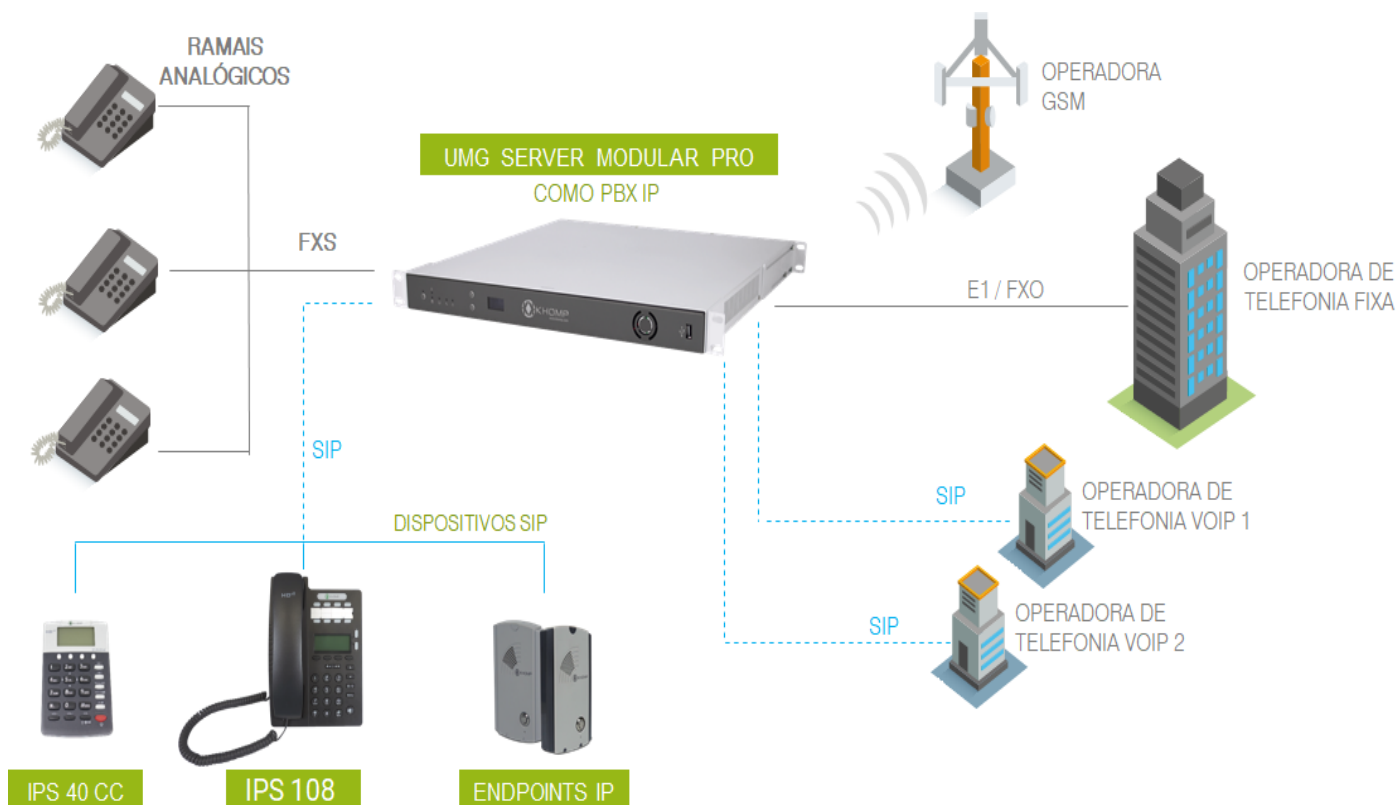 RAMAIS
ANALÓGICOS
OPERADORA
GSM
UMG SERVER MODULAR PRO
COMO PBX IP
FXS
KHOMP
E1 / FXO
OPERADORA DE
TELEFONIA FIXA
SIP
SIP
OPERADORA DE
TELEFONIA VOIP 1
DISPOSITIVOS SIP
SIP
OPERADORA DE
TELEFONIA VOIP 2
IPS 40 CC
IPS 108
ENDPOINTS IP